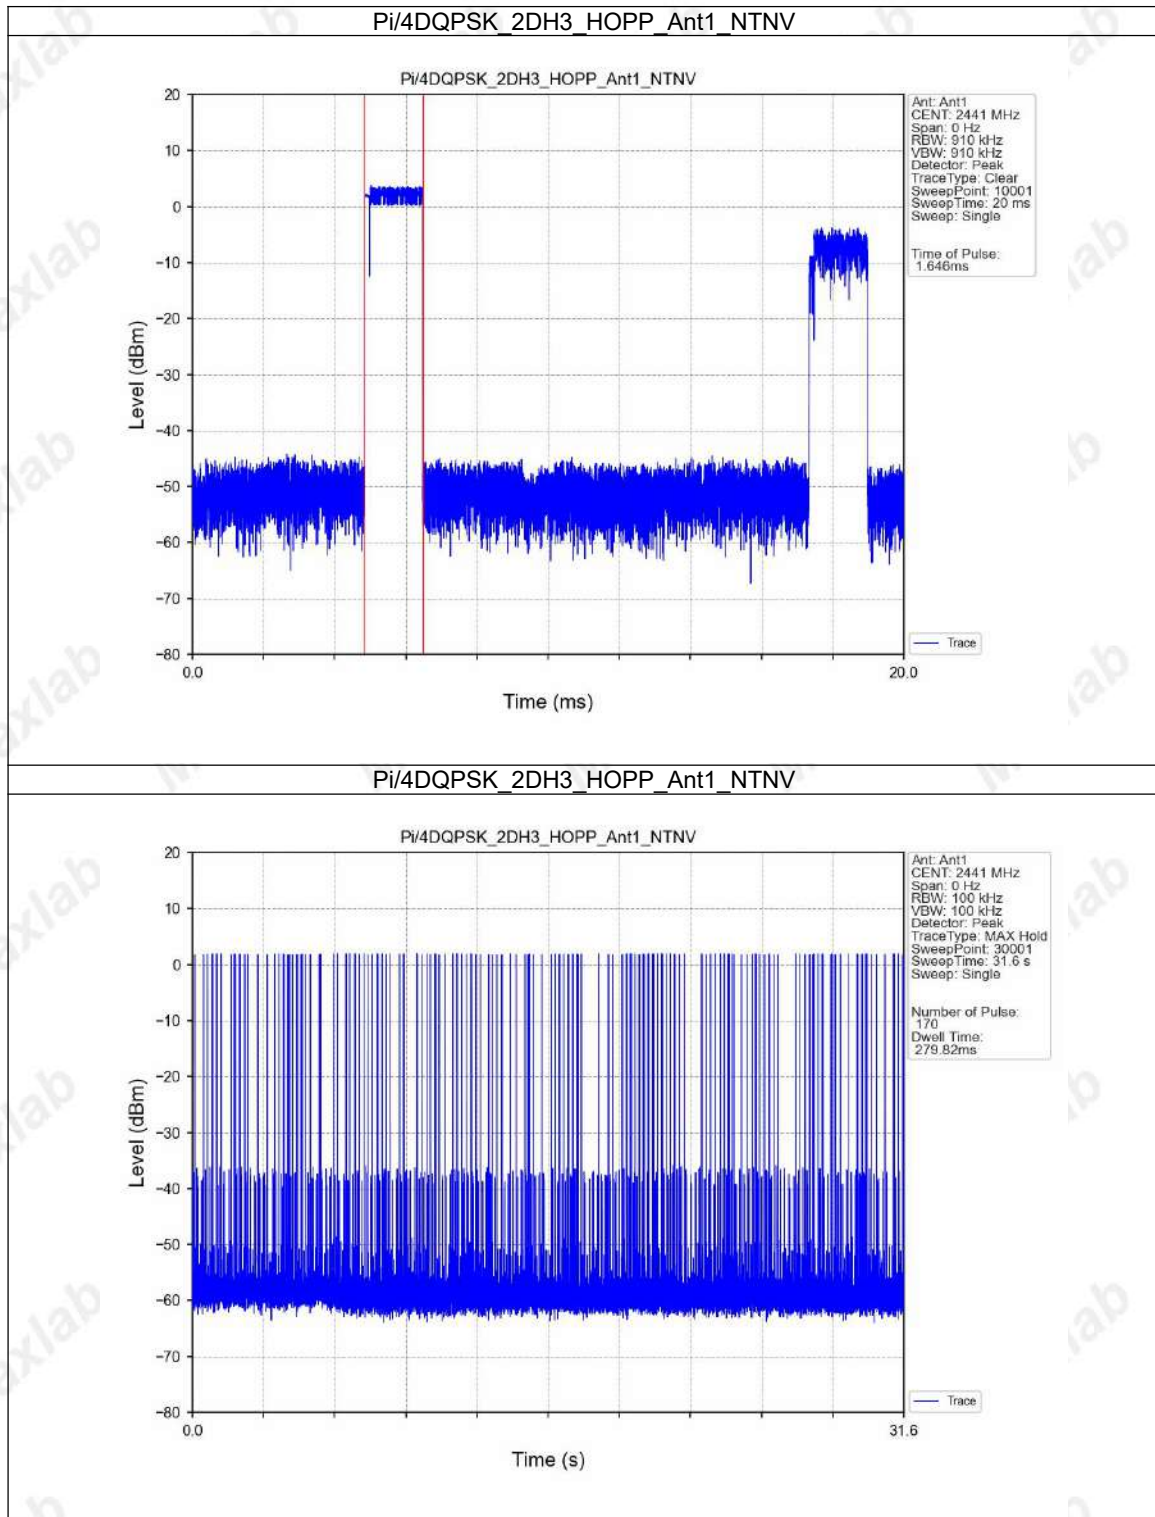 Pi/4DQPSK_2DH3_HOPP_Ant1_NTNV
Pi/4DQPSK_2DH3_HOPP_Ant1_NTNV
20
10
0
−10
−20
−30
−40
−50
−60
−70
−80
Level (dBm)
0.0
20.0
Time (ms)
Ant: Ant1
CENT: 2441 MHz
Span: 0 Hz
RBW: 910 kHz
VBW: 910 kHz
Detector: Peak
TraceType: Clear
SweepPoint: 10001
SweepTime: 20 ms
Sweep: Single
Time of Pulse:
1.646ms
Trace
Pi/4DQPSK_2DH3_HOPP_Ant1_NTNV
Pi/4DQPSK_2DH3_HOPP_Ant1_NTNV
20
10
0
−10
−20
−30
−40
−50
−60
−70
−80
Level (dBm)
0.0
31.6
Time (s)
Ant: Ant1
CENT: 2441 MHz
Span: 0 Hz
RBW: 100 kHz
VBW: 100 kHz
Detector: Peak
TraceType: MAX Hold
SweepPoint: 30001
SweepTime: 31.6 s
Sweep: Single
Number of Pulse:
170
Dwell Time:
279.82ms
Trace